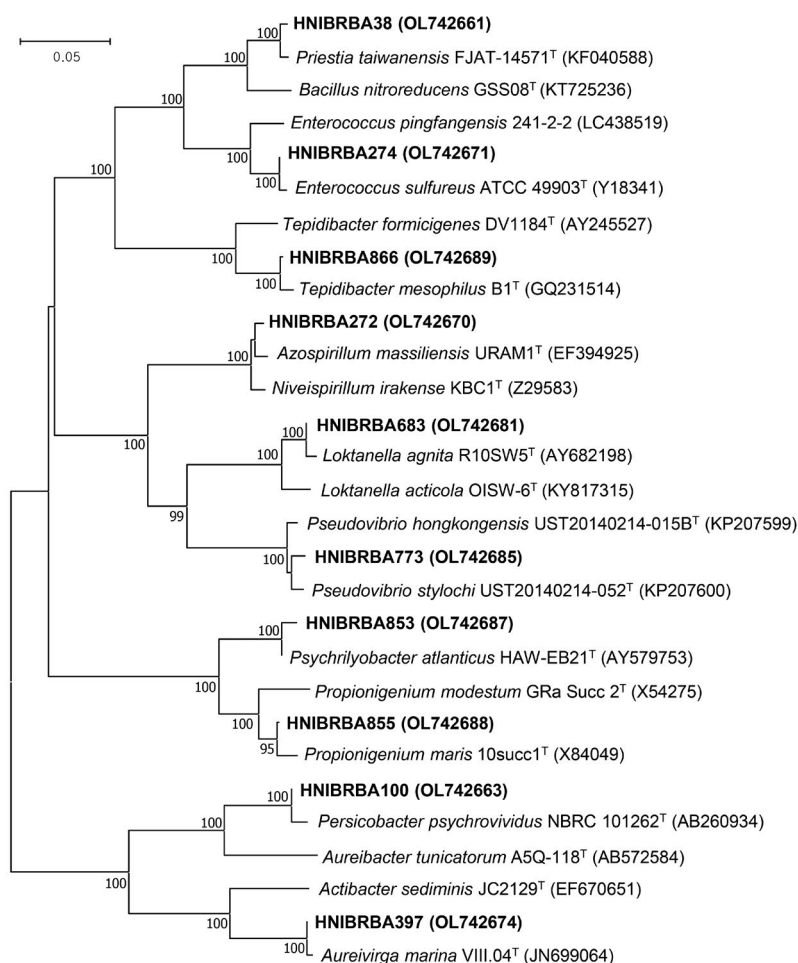 HNIBRBA38 (OL742661)
100
0.05
100
Priestia taiwanensis FJAT-14571ᵀ (KF040588)
Bacillus nitroreducens GSS08ᵀ (KT725236)
100
Enterococcus pingfangensis 241-2-2 (LC438519)
100
HNIBRBA274 (OL742671)
100
100
Enterococcus sulfureus ATCC 49903ᵀ (Y18341)
Tepidibacter formicigenes DV1184ᵀ (AY245527)
100
HNIBRBA866 (OL742689)
100
Tepidibacter mesophilus B1ᵀ (GQ231514)
HNIBRBA272 (OL742670)
100
Azospirillum massiliensis URAM1ᵀ (EF394925)
Niveispirillum irakense KBC1ᵀ (Z29583)
100
HNIBRBA683 (OL742681)
100
100
Loktanella agnita R10SW5ᵀ (AY682198)
Loktanella acticola OISW-6ᵀ (KY817315)
99
Pseudovibrio hongkongensis UST20140214-015Bᵀ (KP207599)
100
HNIBRBA773 (OL742685)
Pseudovibrio stylochi UST20140214-052ᵀ (KP207600)
HNIBRBA853 (OL742687)
100
Psychrilyobacter atlanticus HAW-EB21ᵀ (AY579753)
100
Propionigenium modestum GRa Succ 2ᵀ (X54275)
100
HNIBRBA855 (OL742688)
95
Propionigenium maris 10succ1ᵀ (X84049)
HNIBRBA100 (OL742663)
100
100
Persicobacter psychrovividus NBRC 101262ᵀ (AB260934)
Aureibacter tunicatorum A5Q-118ᵀ (AB572584)
100
Actibacter sediminis JC2129ᵀ (EF670651)
100
HNIBRBA397 (OL742674)
100
Aureivirga marina VIII.04ᵀ (JN699064)